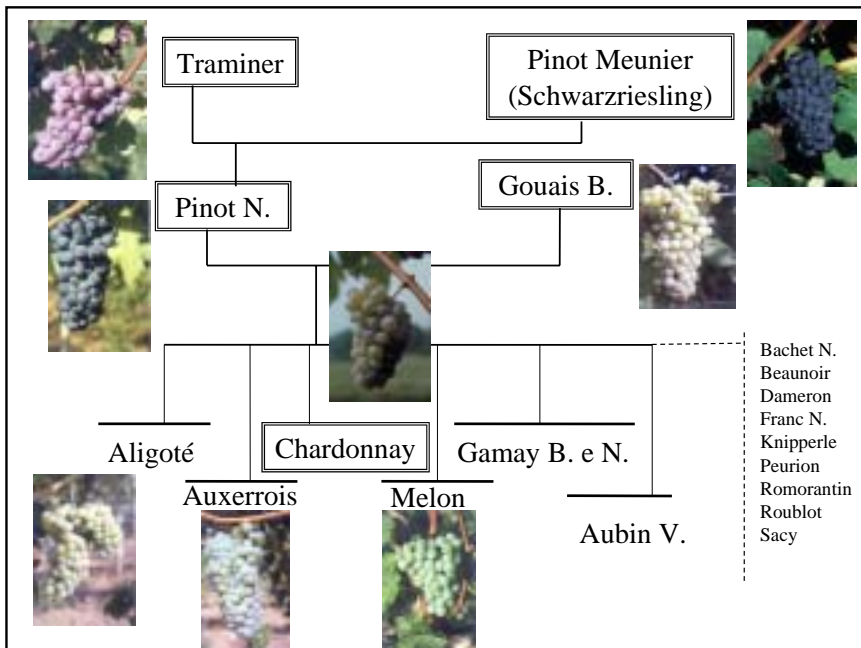 Traminer
Pinot Meunier
(Schwarzriesling)
Pinot N.
Gouais B.
Aligoté
Auxerrois
Chardonnay
Melon
Gamay B. e N.
Aubin V.
Bachet N.
Beaunoir
Dameron
Franc N.
Knipperle
Peurion
Romorantin
Roublot
Sacy